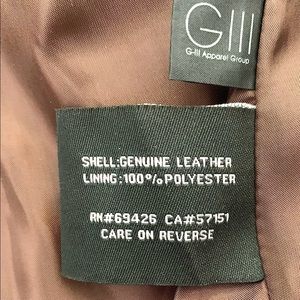 GIII
G-III Apparel Group
SHELL:GENUINE LEATHER
LINING:100%POLYESTER
RN#69426 CA#57151
CARE ON REVERSE